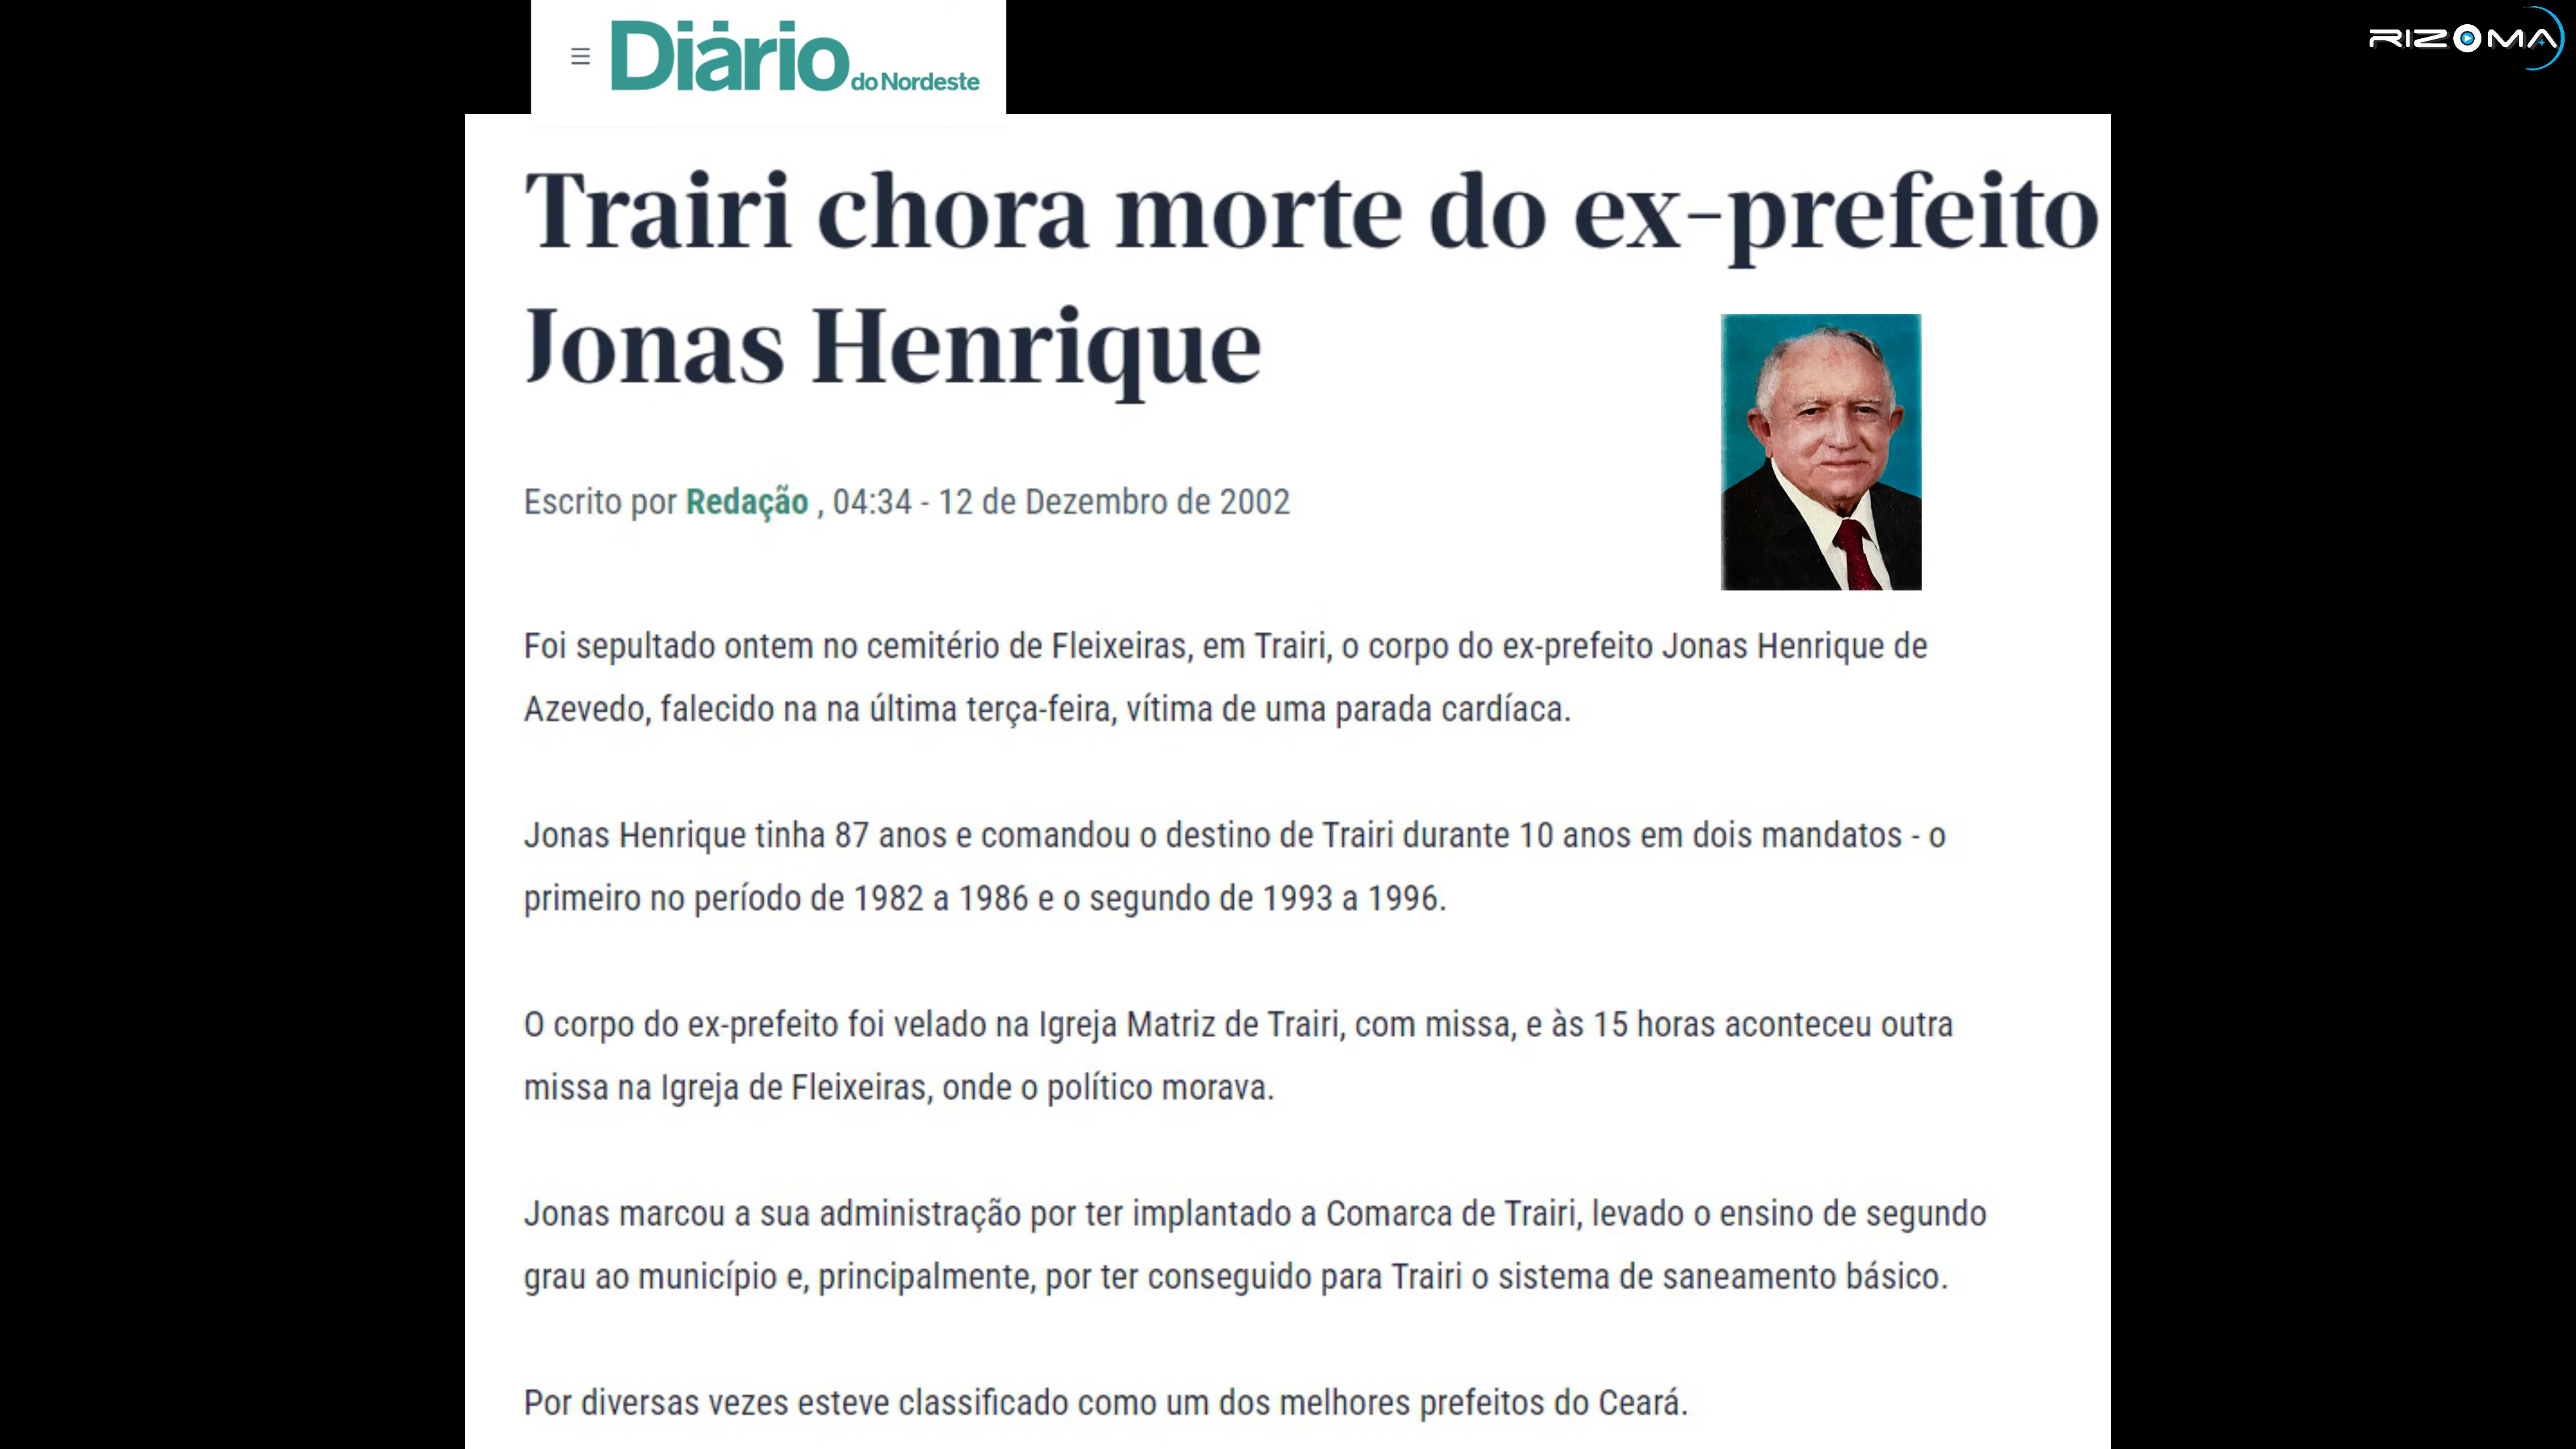 Diário do Nordeste
RIZOMA
Trairi chora morte do ex-prefeito
Jonas Henrique
Escrito por Redação , 04:34 - 12 de Dezembro de 2002
Foi sepultado ontem no cemitério de Fleixeiras, em Trairi, o corpo do ex-prefeito Jonas Henrique de
Azevedo, falecido na na última terça-feira, vítima de uma parada cardíaca.
Jonas Henrique tinha 87 anos e comandou o destino de Trairi durante 10 anos em dois mandatos - o
primeiro no período de 1982 a 1986 e o segundo de 1993 a 1996.
O corpo do ex-prefeito foi velado na Igreja Matriz de Trairi, com missa, e às 15 horas aconteceu outra
missa na Igreja de Fleixeiras, onde o político morava.
Jonas marcou a sua administração por ter implantado a Comarca de Trairi, levado o ensino de segundo
grau ao município e, principalmente, por ter conseguido para Trairi o sistema de saneamento básico.
Por diversas vezes esteve classificado como um dos melhores prefeitos do Ceará.